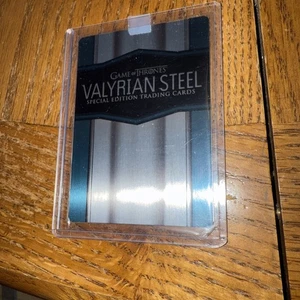 GAME OF THRONES
VALYRIAN STEEL
SPECIAL EDITION TRADING CARDS